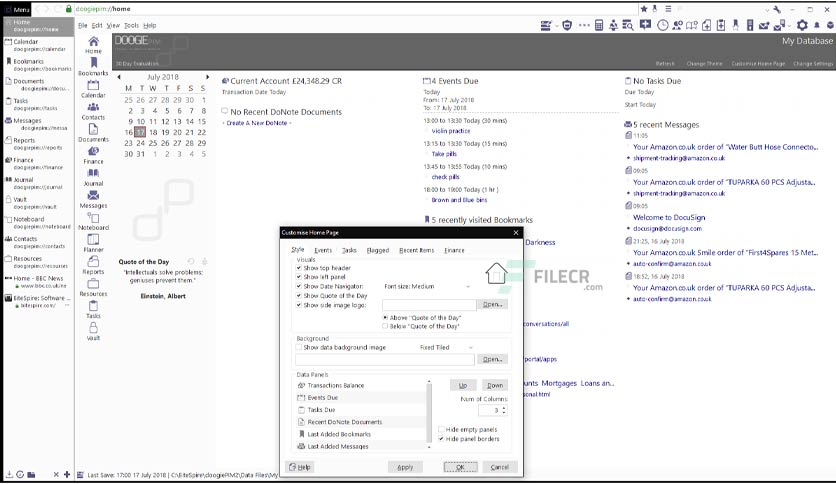 Menu
doogiepim://home
Home
doogiepim://home
Calendar
doogiepim://calendar
Bookmarks
doogiepim://bookmarks
Documents
doogiepim://docu...
Tasks
doogiepim://tasks
Messages
doogiepim://messa
Reports
doogiepim://reports
Finance
doogiepim://finance
Journal
doogiepim://journal
Vault
doogiepim://vault
Noteboard
doogiepim://noteboard
Contacts
doogiepim://contacts
Resources
doogiepim://resources
Home - BBC News
www.bbc.co.uk/ne
BiteSpire: Software ...
bitespire.com/
File Edit View Tools Help
Home
Bookmarks
Calendar
Contacts
Documents
Finance
Journal
Messages
Noteboard
Planner
Reports
Resources
Tasks
Vault
DOOGIEPIM
30 Day Evaluation
My Database
Refresh Change Theme Customise Home Page Change Settings
July 2018
M T W T F S S
25 26 27 28 29 30 1
2 3 4 5 6 7 8
9 10 11 12 13 14 15
16 17 18 19 20 21 22
23 24 25 26 27 28 29
30 31 1 2 3 4 5
Quote of the Day
"Intellectuals solve problems;
geniuses prevent them."
Einstein, Albert
Current Account £24,348.29 CR
Transaction Date Today
No Recent DoNote Documents
Create A New DoNote
4 Events Due
Today
From: 17 July 2018
To: 17 July 2018
13:00 to 13:30 Today (30 mins)
violin practice
13:15 to 13:30 Today (15 mins)
Take pills
13:45 to 13:55 Today (10 mins)
check pills
18:00 to 19:00 Today (1 hr)
Brown and Blue bins
5 recently visited Bookmarks
Darkness
conversations/all
portal/apps
unts Mortgages Loans an...
sonal.html
No Tasks Due
Due Today
Start Today
5 recent Messages
11:05
Your Amazon.co.uk order of "Water Butt Hose Connecto...
shipment-tracking@amazon.co.uk
09:05
Your Amazon.co.uk order of "TUPARKA 60 PCS Adjusta...
shipment-tracking@amazon.co.uk
09:05
Welcome to DocuSign
docusign@docusign.com
21:25, 16 July 2018
Your Amazon.co.uk Smile order of "First4Spares 15 Met...
auto-confirm@amazon.co.uk
18:52, 16 July 2018
Your Amazon.co.uk order of "TUPARKA 60 PCS Adjusta...
auto-confirm@amazon.co.uk
Customise Home Page
Style Events Tasks Flagged Recent Items Finance
Visuals
Show top header
Show left panel
Show Date Navigator: Font size: Medium
Show Quote of the Day
Show side image logo: Open...
Above "Quote of the Day"
Below "Quote of the Day"
Background
Show data background image Fixed Tiled
Open...
Data Panels
Transactions Balance
Events Due
Tasks Due
Recent DoNote Documents
Last Added Bookmarks
Last Added Messages
Up Down
Num of Columns:
3
Hide empty panels
Hide panel borders
Help Apply OK Cancel
FILECR
.com
Last Save: 17:00 17 July 2018 | C:\BiteSpire\doogiePIM2\Data Files\My